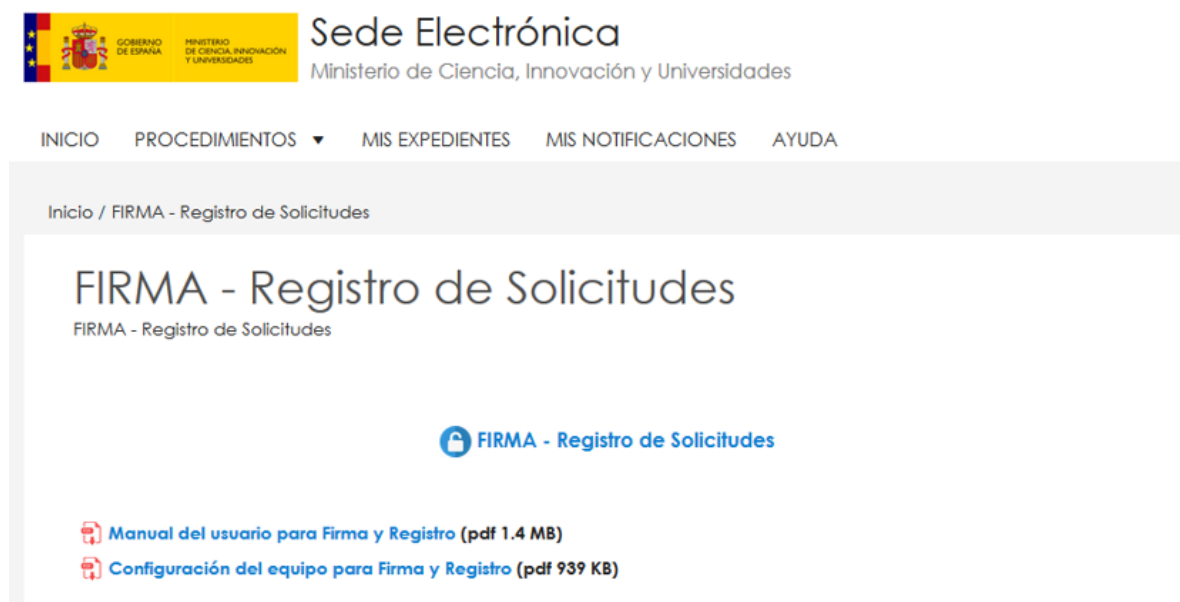 GOBIERNO
DE ESPAÑA
MINISTERIO
DE CIENCIA, INNOVACIÓN
Y UNIVERSIDADES
Sede Electrónica
Ministerio de Ciencia, Innovación y Universidades
INICIO PROCEDIMIENTOS ▼ MIS EXPEDIENTES MIS NOTIFICACIONES AYUDA
Inicio / FIRMA - Registro de Solicitudes
FIRMA - Registro de Solicitudes
FIRMA - Registro de Solicitudes
FIRMA - Registro de Solicitudes
Manual del usuario para Firma y Registro (pdf 1.4 MB)
Configuración del equipo para Firma y Registro (pdf 939 KB)